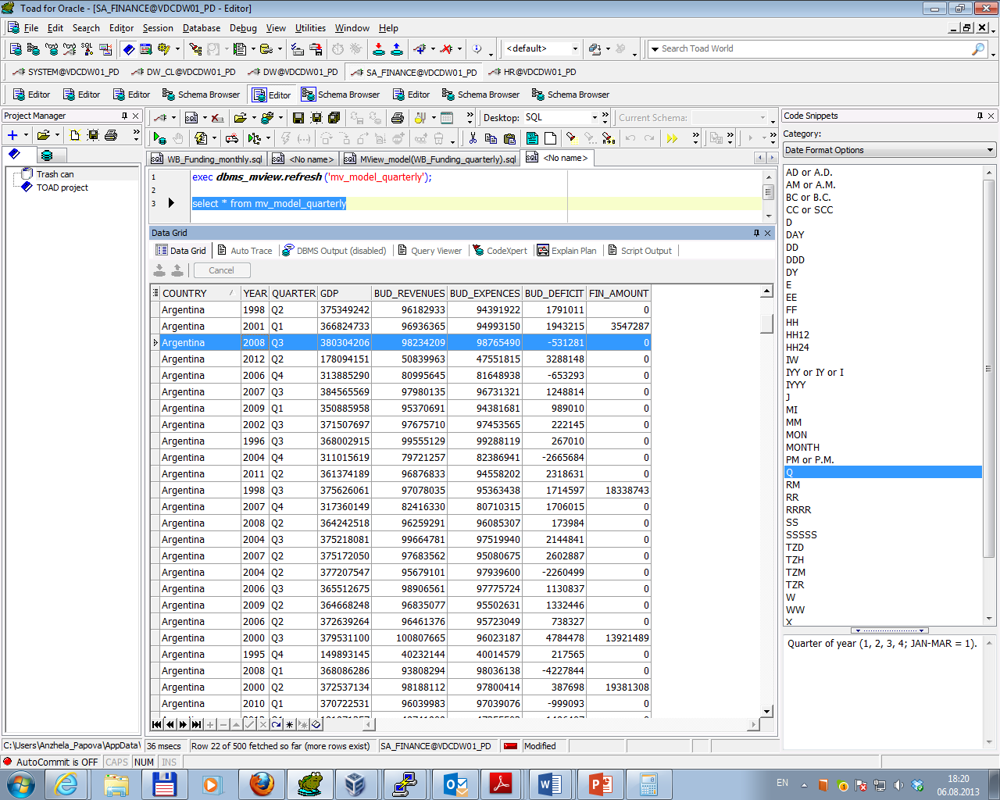 Toad for Oracle - [SA_FINANCE@VDCDW01_PD - Editor]
File Edit Search Editor Session Database Debug View Utilities Window Help
<default> Search Toad World
SYSTEM@VDCDW01_PD DW_CL@VDCDW01_PD DW@VDCDW01_PD SA_FINANCE@VDCDW01_PD HR@VDCDW01_PD
Editor Editor Editor Schema Browser Editor Schema Browser Editor Schema Browser Schema Browser
Project Manager
Trash can
TOAD project
Desktop: SQL Current Schema:
WB_Funding_monthly.sql <No name> MView_model(WB_Funding_quarterly).sql <No name>
1 exec dbms_mview.refresh ('mv_model_quarterly');
2
3 select * from mv_model_quarterly
Data Grid
Data Grid Auto Trace DBMS Output (disabled) Query Viewer CodeXpert Explain Plan Script Output
Cancel
COUNTRY YEAR QUARTER GDP BUD_REVENUES BUD_EXPENCES BUD_DEFICIT FIN_AMOUNT
Argentina 1998 Q2 375349242 96182933 94391922 1791011 0
Argentina 2001 Q1 366824733 96936365 94993150 1943215 3547287
Argentina 2008 Q3 380304206 98234209 98765490 -531281 0
Argentina 2012 Q2 178094151 50839963 47551815 3288148 0
Argentina 2006 Q4 313885290 80995645 81648938 -653293 0
Argentina 2007 Q3 384565569 97980135 96731321 1248814 0
Argentina 2009 Q1 350885958 95370691 94381681 989010 0
Argentina 2002 Q3 371507697 97675710 97453565 222145 0
Argentina 1996 Q3 368002915 99555129 99288119 267010 0
Argentina 2004 Q4 311015619 79721257 82386941 -2665684 0
Argentina 2011 Q2 361374189 96876833 94558202 2318631 0
Argentina 1998 Q3 375626061 97078035 95363438 1714597 18338743
Argentina 2007 Q4 317360149 82416330 80710315 1706015 0
Argentina 2008 Q2 364242518 96259291 96085307 173984 0
Argentina 2004 Q3 375218081 99664781 97519940 2144841 0
Argentina 2007 Q2 375172050 97683562 95080675 2602887 0
Argentina 2004 Q2 377207547 95679101 97939600 -2260499 0
Argentina 2006 Q3 365512675 98906561 97775724 1130837 0
Argentina 2009 Q2 364668248 96835077 95502631 1332446 0
Argentina 2006 Q2 372639264 96461376 95723049 738327 0
Argentina 2000 Q3 379531100 100807665 96023187 4784478 13921489
Argentina 1995 Q4 149893145 40232144 40014579 217565 0
Argentina 2008 Q1 368086286 93808294 98036138 -4227844 0
Argentina 2000 Q2 372537134 98188112 97800414 387698 19381308
Argentina 2010 Q1 370722531 96039983 97039076 -999093 0
Code Snippets
Category:
Date Format Options
AD or A.D.
AM or A.M.
BC or B.C.
CC or SCC
D
DAY
DD
DDD
DY
E
EE
FF
HH
HH12
HH24
IW
IYY or IY or I
IYYY
J
MI
MM
MON
MONTH
PM or P.M.
Q
RM
RR
RRRR
SS
SSSSS
TZD
TZH
TZM
TZR
W
WW
X
Quarter of year (1, 2, 3, 4; JAN-MAR = 1).
C:\Users\Anzhela_Papova\AppData\ 36 msecs Row 22 of 500 fetched so far (more rows exist) SA_FINANCE@VDCDW01_PD Modified
AutoCommit is OFF CAPS NUM INS
EN 18:20
06.08.2013